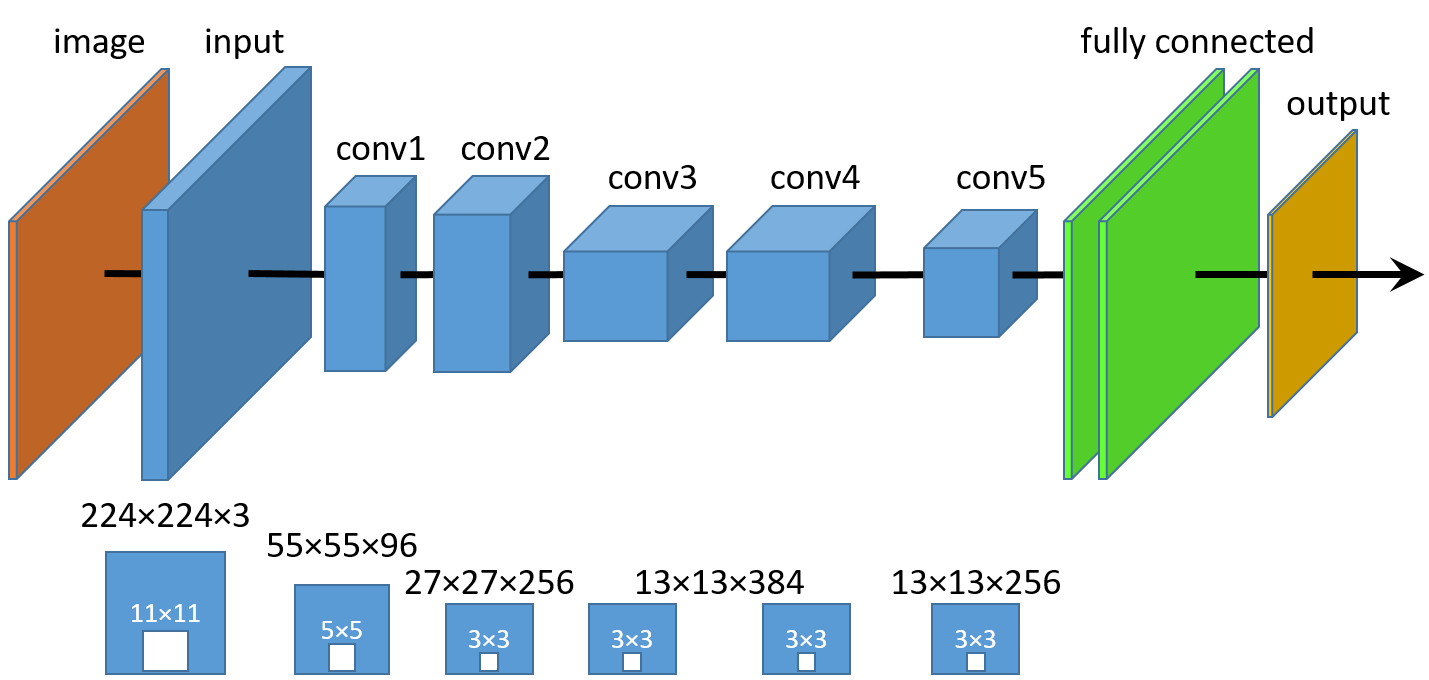 image
input
conv1
conv2
conv3
conv4
conv5
fully connected
output
224×224×3
55×55×96
27×27×256
13×13×384
13×13×256
11×11
5×5
3×3
3×3
3×3
3×3